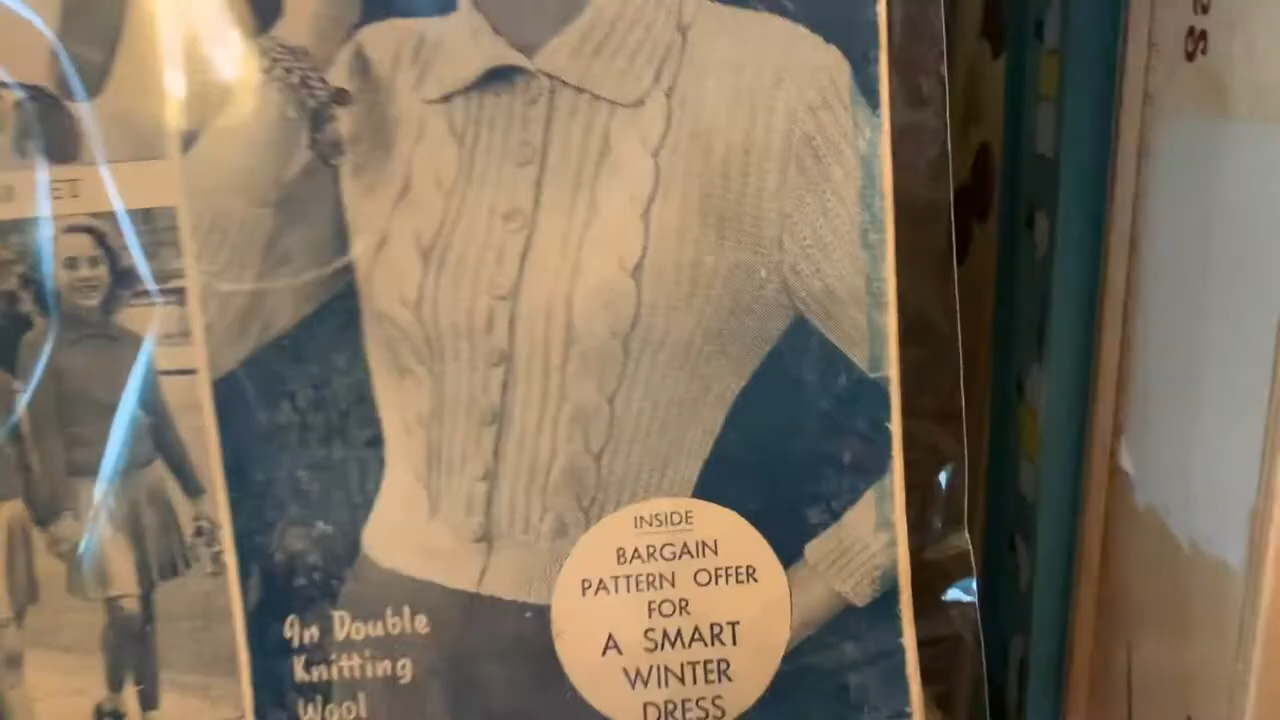 In Double
Knitting
Wool
INSIDE
BARGAIN
PATTERN OFFER
FOR
A SMART
WINTER
DRESS